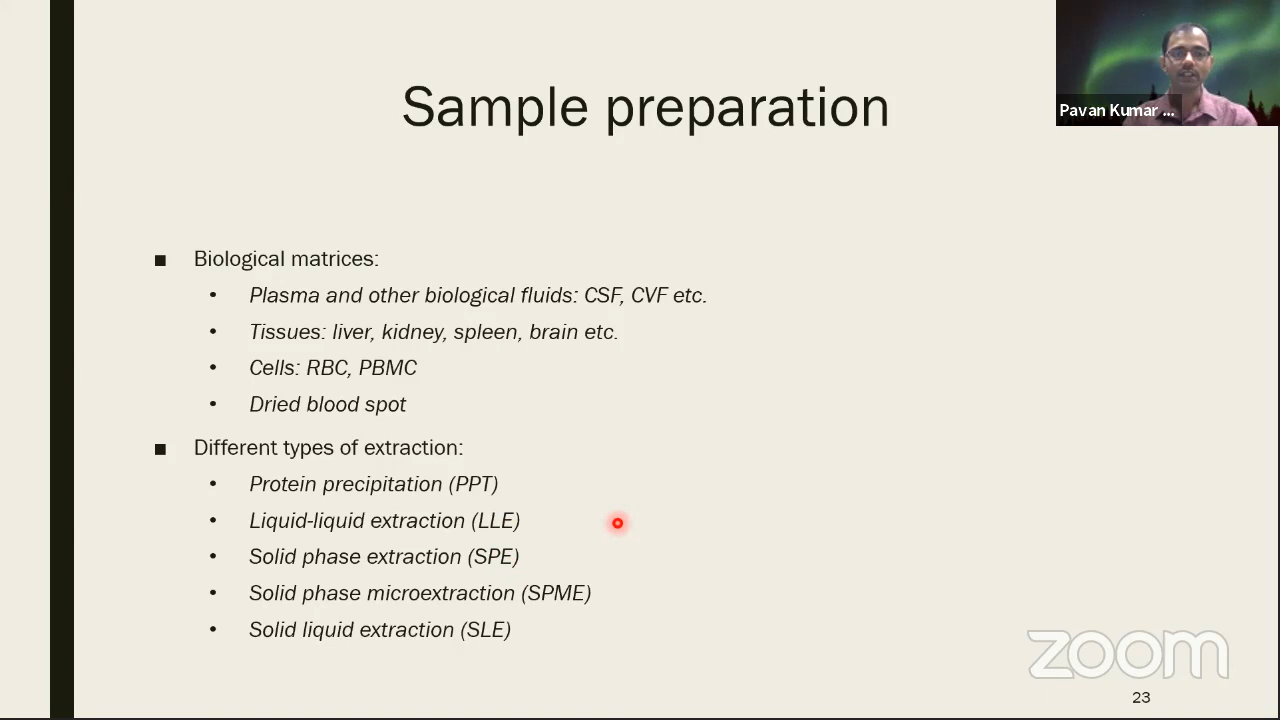 Sample preparation
Pavan Kumar ...
■ Biological matrices:
• Plasma and other biological fluids: CSF, CVF etc.
• Tissues: liver, kidney, spleen, brain etc.
• Cells: RBC, PBMC
• Dried blood spot
■ Different types of extraction:
• Protein precipitation (PPT)
• Liquid-liquid extraction (LLE)
• Solid phase extraction (SPE)
• Solid phase microextraction (SPME)
• Solid liquid extraction (SLE)
zoom
23